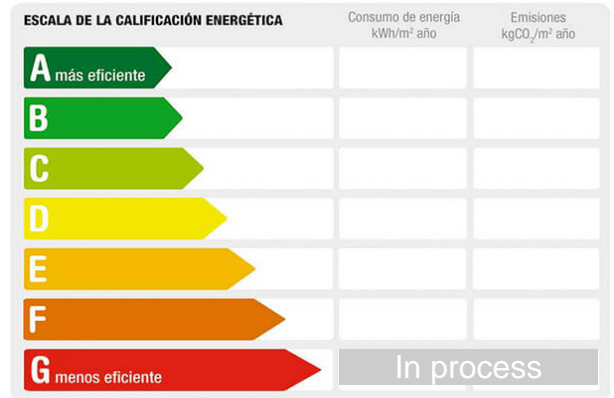 ESCALA DE LA CALIFICACIÓN ENERGÉTICA
Consumo de energía
kWh/m² año
Emisiones
kgCO₂/m² año
A más eficiente
B
C
D
E
F
G menos eficiente
In process